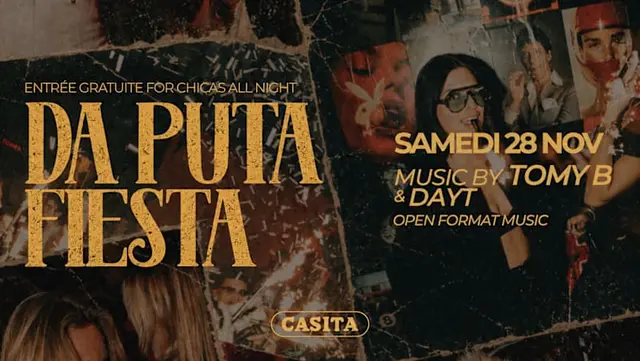 ENTRÉE GRATUITE FOR CHICAS ALL NIGHT
DA PUTA
FIESTA
SAMEDI 28 NOV
MUSIC BY TOMY B
& DAYT
OPEN FORMAT MUSIC
CASITA